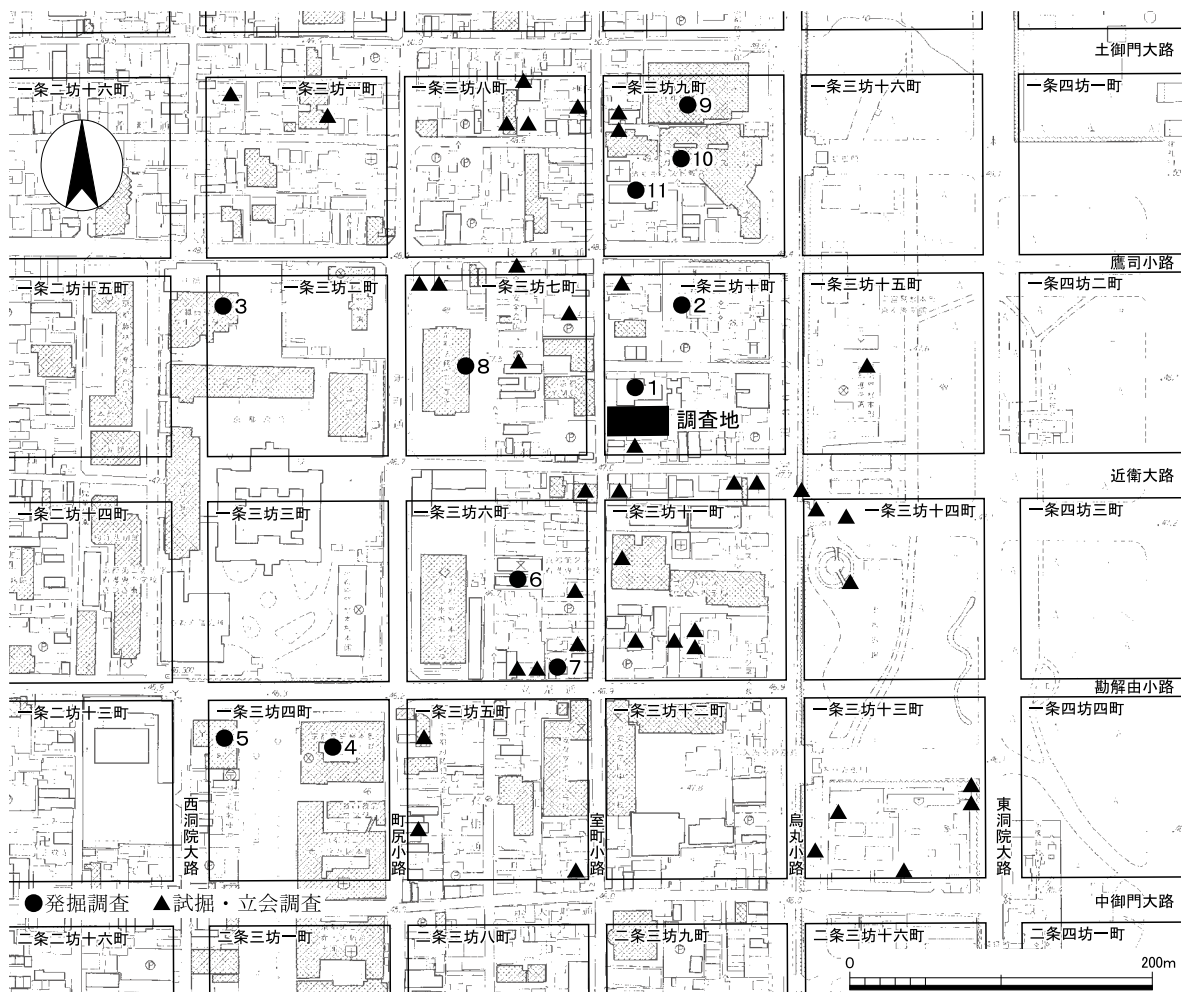 土御門大路
一条二坊十六町
一条三坊一町
一条三坊八町
一条三坊九町
一条三坊十六町
一条四坊一町
9
10
11
鷹司小路
一条二坊十五町
一条三坊二町
一条三坊七町
一条三坊十町
一条三坊十五町
一条四坊二町
3
2
8
1
調査地
近衛大路
一条二坊十四町
一条三坊三町
一条三坊六町
一条三坊十一町
一条三坊十四町
一条四坊三町
6
7
勘解由小路
一条二坊十三町
一条三坊四町
一条三坊五町
一条三坊十二町
一条三坊十三町
一条四坊四町
5
4
西洞院大路
町尻小路
室町小路
烏丸小路
東洞院大路
●発掘調査 ▲試掘・立会調査
中御門大路
二条二坊十六町
二条三坊一町
二条三坊八町
二条三坊九町
二条三坊十六町
二条四坊一町
0 200m